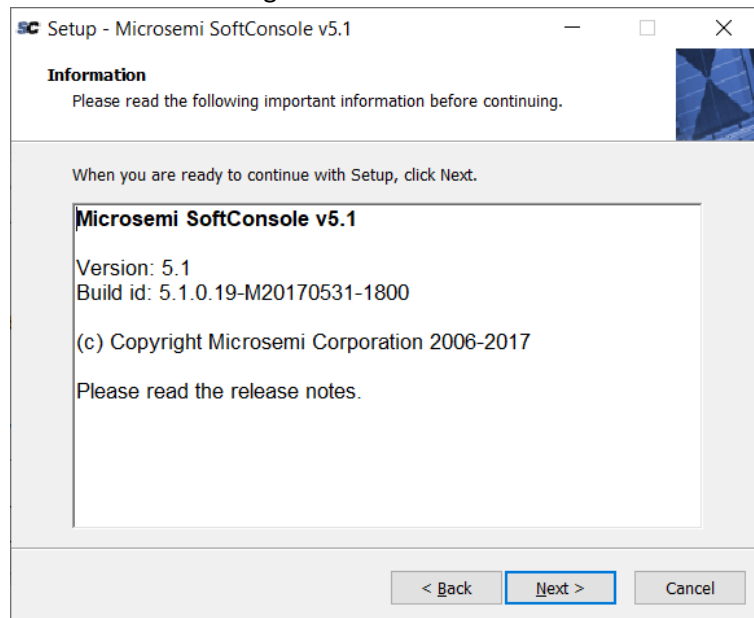 SC Setup - Microsemi SoftConsole v5.1
Information
Please read the following important information before continuing.
When you are ready to continue with Setup, click Next.
Microsemi SoftConsole v5.1
Version: 5.1
Build id: 5.1.0.19-M20170531-1800
(c) Copyright Microsemi Corporation 2006-2017
Please read the release notes.
< Back Next > Cancel